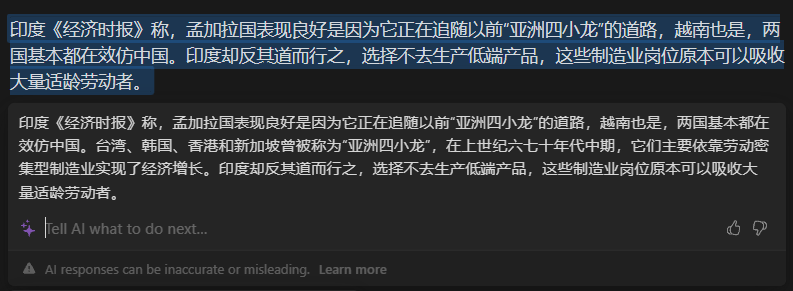 印度《经济时报》称，孟加拉国表现良好是因为它正在追随以前“亚洲四小龙”的道路，越南也是，两
国基本都在效仿中国。印度却反其道而行之，选择不去生产低端产品，这些制造业岗位原本可以吸收
大量适龄劳动者。
印度《经济时报》称，孟加拉国表现良好是因为它正在追随以前“亚洲四小龙”的道路，越南也是，两国基本都在
效仿中国。台湾、韩国、香港和新加坡曾被称为“亚洲四小龙”，在上世纪六七十年代中期，它们主要依靠劳动密
集型制造业实现了经济增长。印度却反其道而行之，选择不去生产低端产品，这些制造业岗位原本可以吸收大
量适龄劳动者。
Tell AI what to do next...
AI responses can be inaccurate or misleading. Learn more